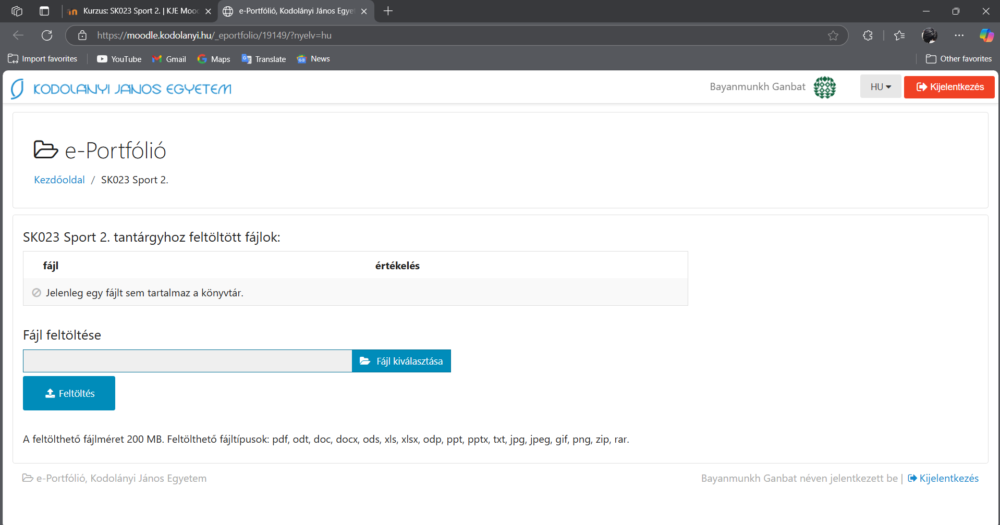 Kurzus: SK023 Sport 2. | KJE Mood
e-Portfólió, Kodolányi János Egyet
https://moodle.kodolanyi.hu/_eportfolio/19149/?nyelv=hu
Import favorites
YouTube
Gmail
Maps
Translate
News
Other favorites
KODOLÁNYI JÁNOS EGYETEM
Bayanmunkh Ganbat
HU
Kijelentkezés
e-Portfólió
Kezdőoldal / SK023 Sport 2.
SK023 Sport 2. tantárgyhoz feltöltött fájlok:
fájl értékelés
Jelenleg egy fájlt sem tartalmaz a könyvtár.
Fájl feltöltése
Fájl kiválasztása
Feltöltés
A feltölthető fájlméret 200 MB. Feltölthető fájltípusok: pdf, odt, doc, docx, ods, xls, xlsx, odp, ppt, pptx, txt, jpg, jpeg, gif, png, zip, rar.
e-Portfólió, Kodolányi János Egyetem
Bayanmunkh Ganbat néven jelentkezett be | Kijelentkezés